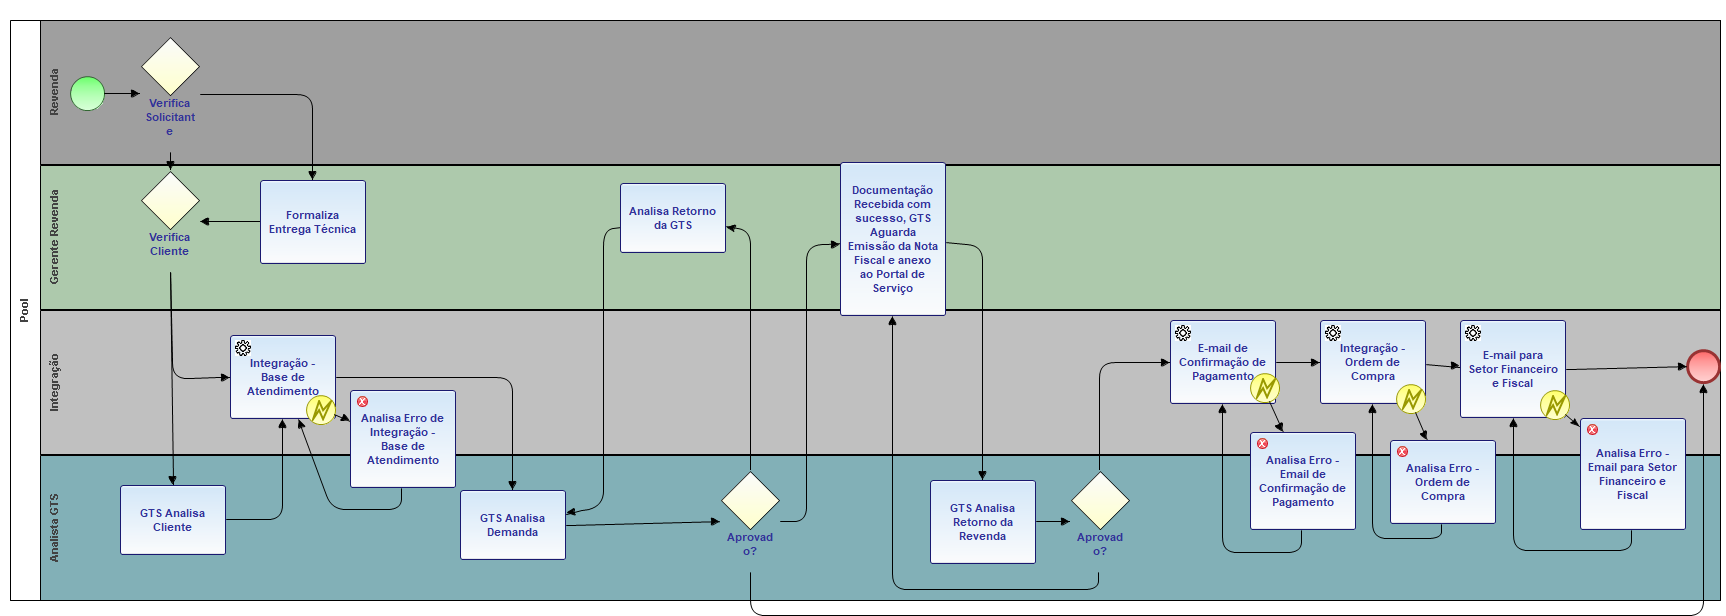 Pool
Revenda
Verifica
Solicitant
e
Gerente Revenda
Verifica
Cliente
Formaliza
Entrega Técnica
Analisa Retorno
da GTS
Documentação
Recebida com
sucesso, GTS
Aguarda
Emissão da Nota
Fiscal e anexo
ao Portal de
Serviço
Integração
Integração -
Base de
Atendimento
Analisa Erro de
Integração -
Base de
Atendimento
E-mail de
Confirmação de
Pagamento
Integração -
Ordem de
Compra
E-mail para
Setor Financeiro
e Fiscal
Analisa Erro -
Email de
Confirmação de
Pagamento
Analisa Erro -
Ordem de
Compra
Analisa Erro -
Email para Setor
Financeiro e
Fiscal
Analista GTS
GTS Analisa
Cliente
GTS Analisa
Demanda
Aprovad
o?
GTS Analisa
Retorno da
Revenda
Aprovad
o?